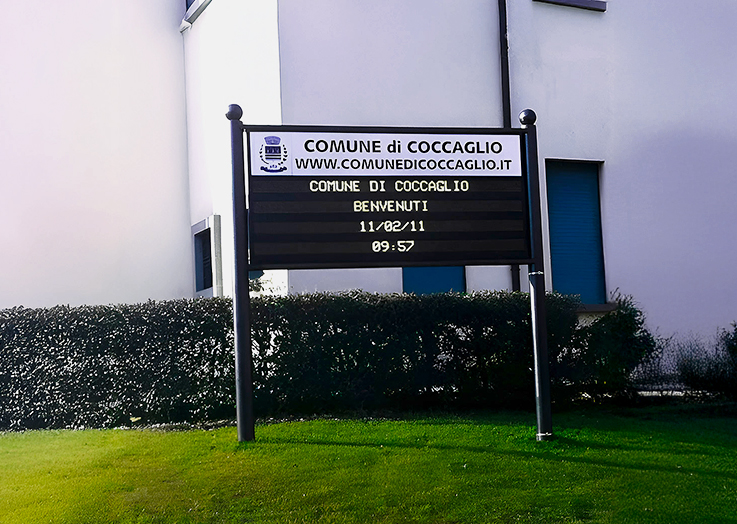 COMUNE di COCCAGLIO
WWW.COMUNEDICOCCAGLIO.IT
COMUNE DI COCCAGLIO
BENVENUTI
11/02/11
09:57